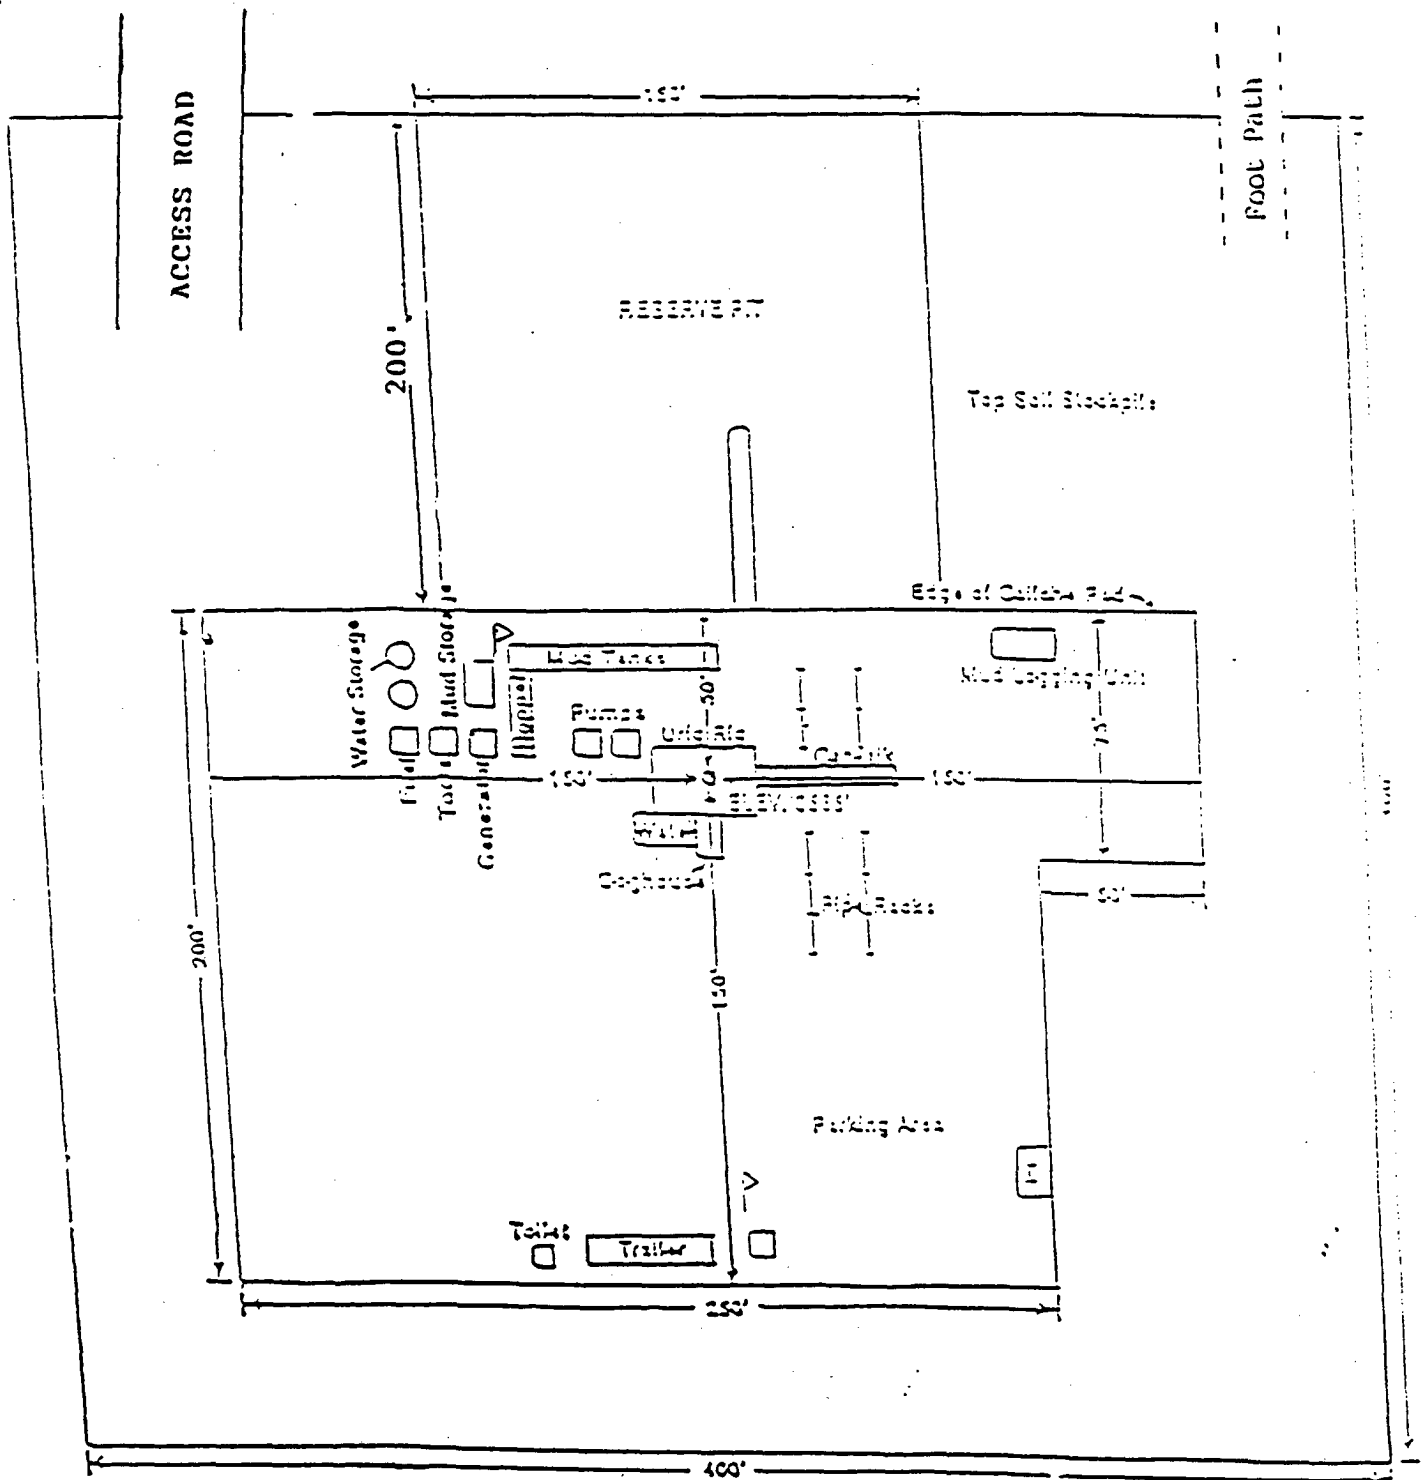 ACCESS ROAD
Foot Path
200'
RESERVE PIT
Top Soil Stockpile
Edge of Caliche Pad
Water Storage
Mud Storage
Mud Tanks
Mud Logging Unit
Pumps
50'
75'
Fuel
Generator
150'
150'
Catwalk
Water
Doghouse
Pipe Racks
50'
200'
150'
Parking Area
Toilet
Trailer
250'
400'